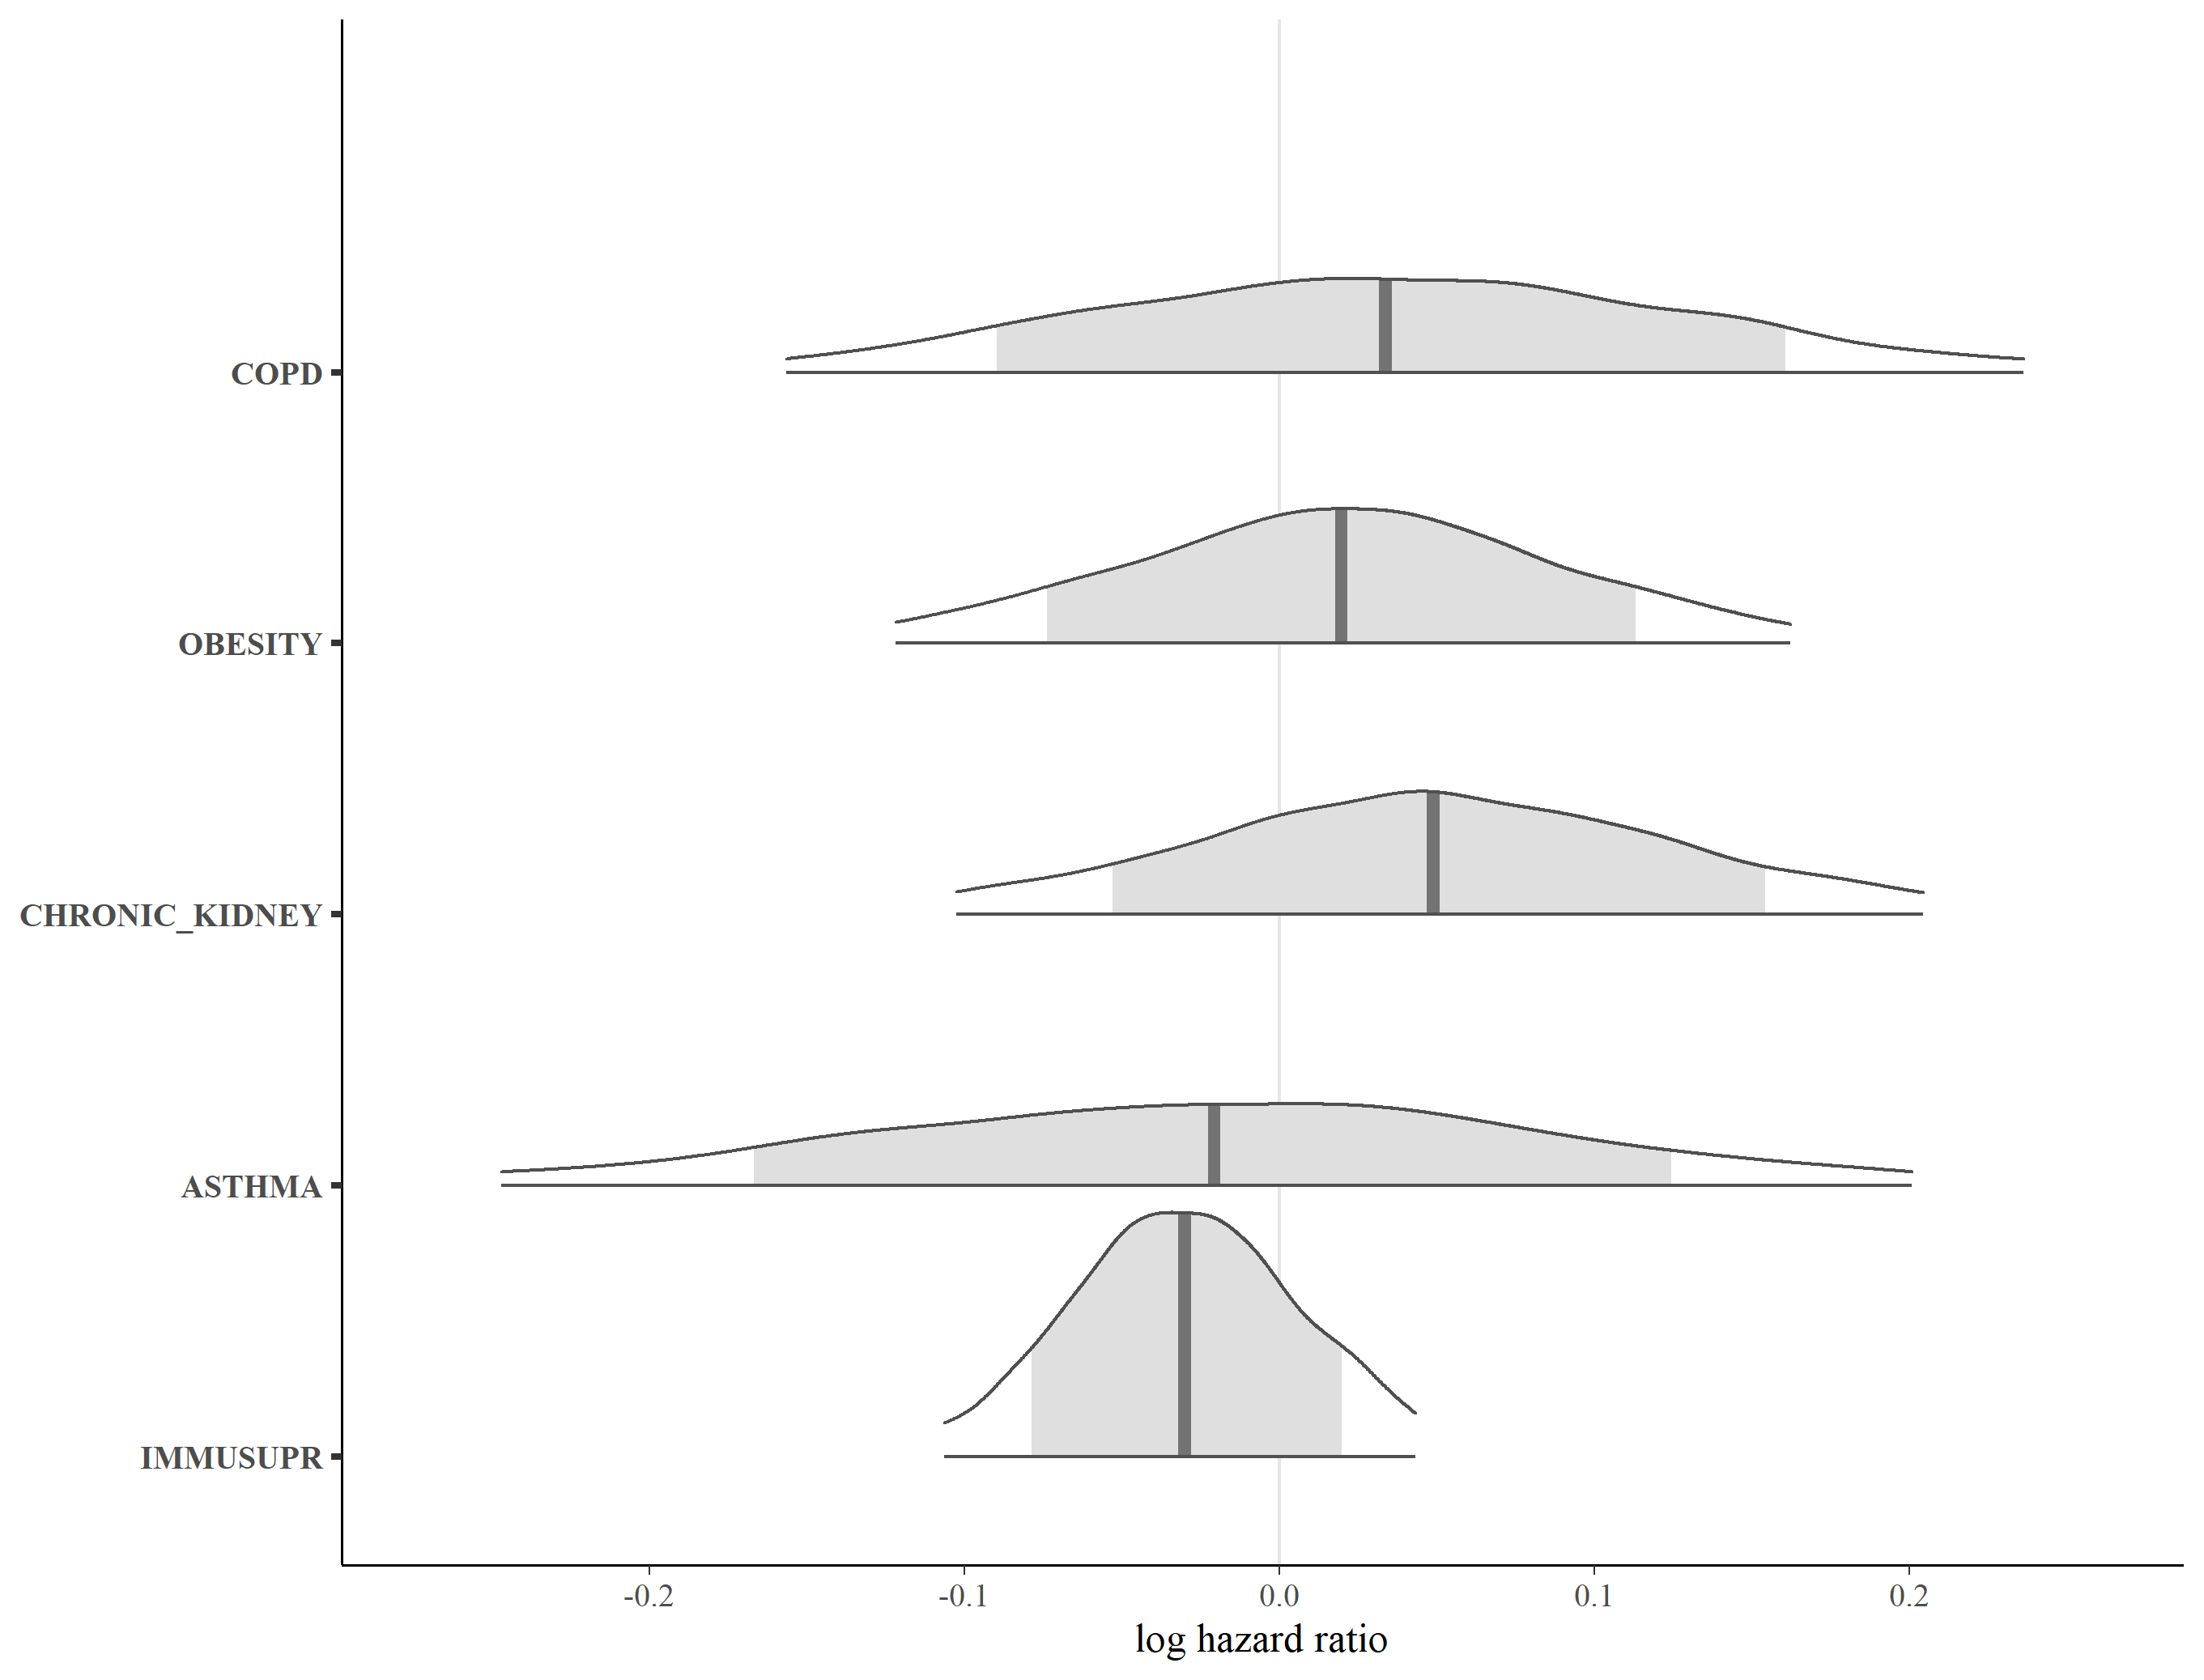 COPD
OBESITY
CHRONIC_KIDNEY
ASTHMA
IMMUSUPR
-0.2 -0.1 0.0 0.1 0.2
log hazard ratio